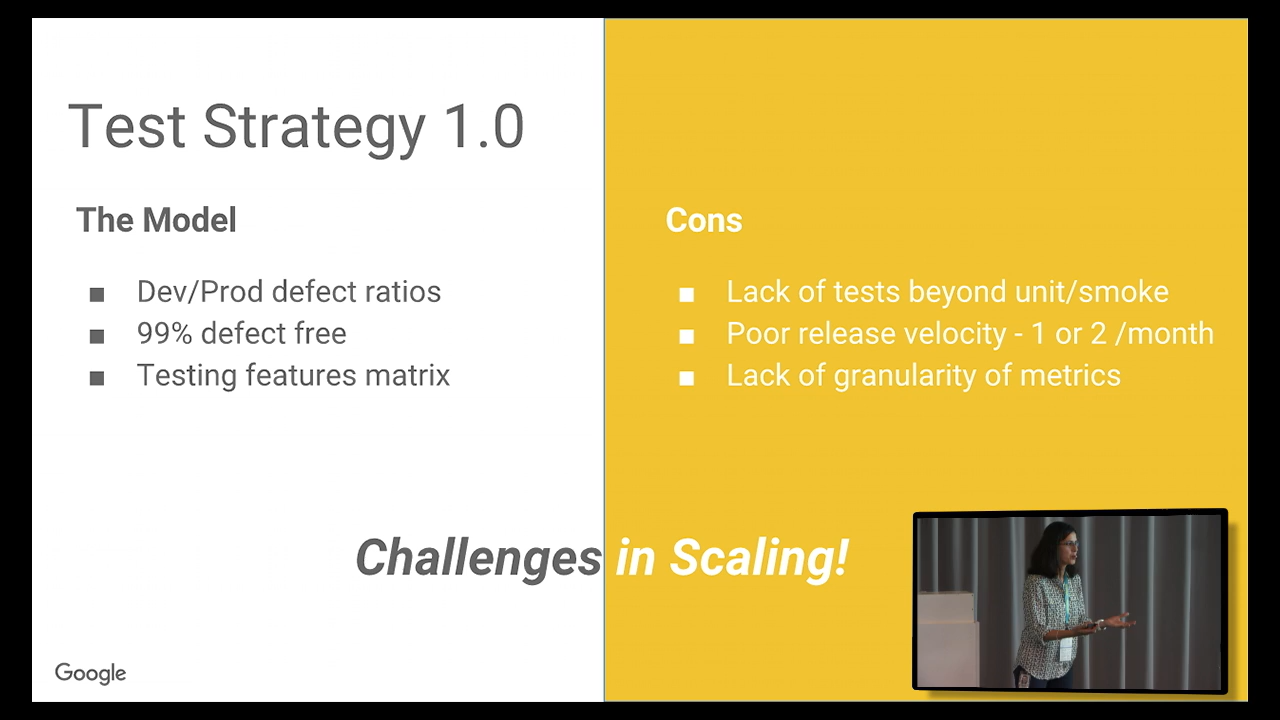 Test Strategy 1.0
The Model
■ Dev/Prod defect ratios
■ 99% defect free
■ Testing features matrix
Cons
■ Lack of tests beyond unit/smoke
■ Poor release velocity - 1 or 2 /month
■ Lack of granularity of metrics
Challenges in Scaling!
Google